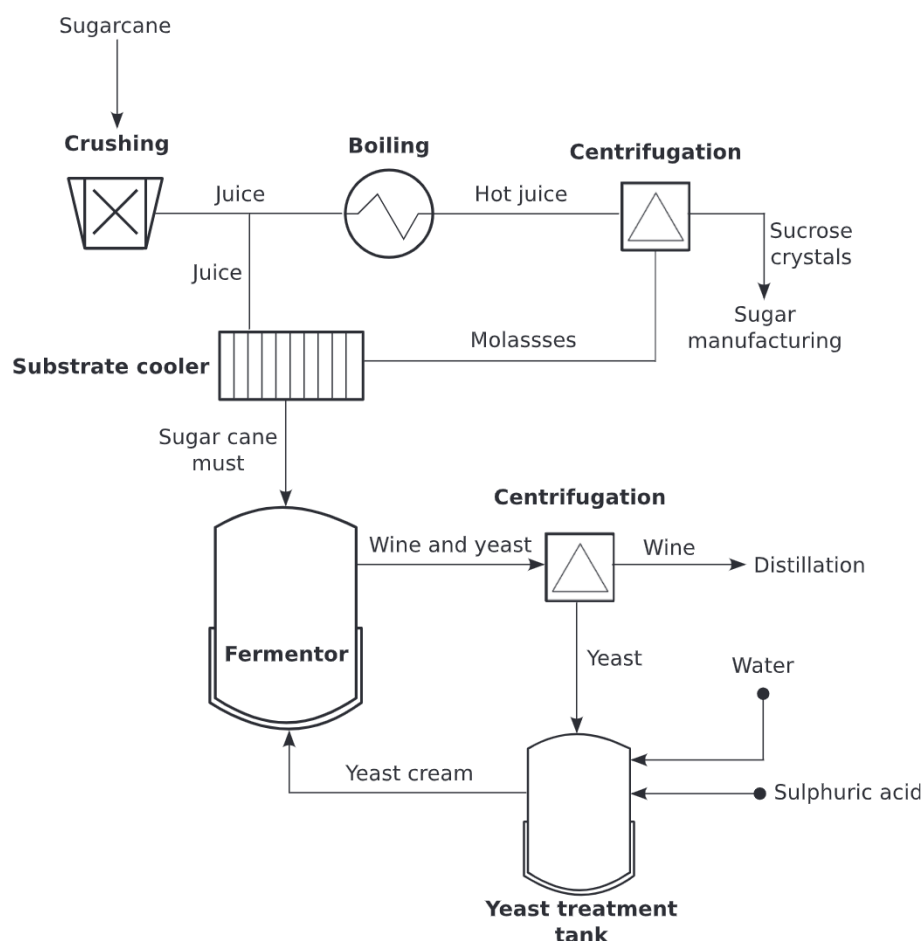 Sugarcane
Crushing
Boiling
Centrifugation
Juice
Hot juice
Sucrose
crystals
Juice
Sugar
manufacturing
Substrate cooler
Molassses
Sugar cane
must
Centrifugation
Wine and yeast
Wine
Distillation
Fermentor
Yeast
Water
Yeast cream
Sulphuric acid
Yeast treatment
tank